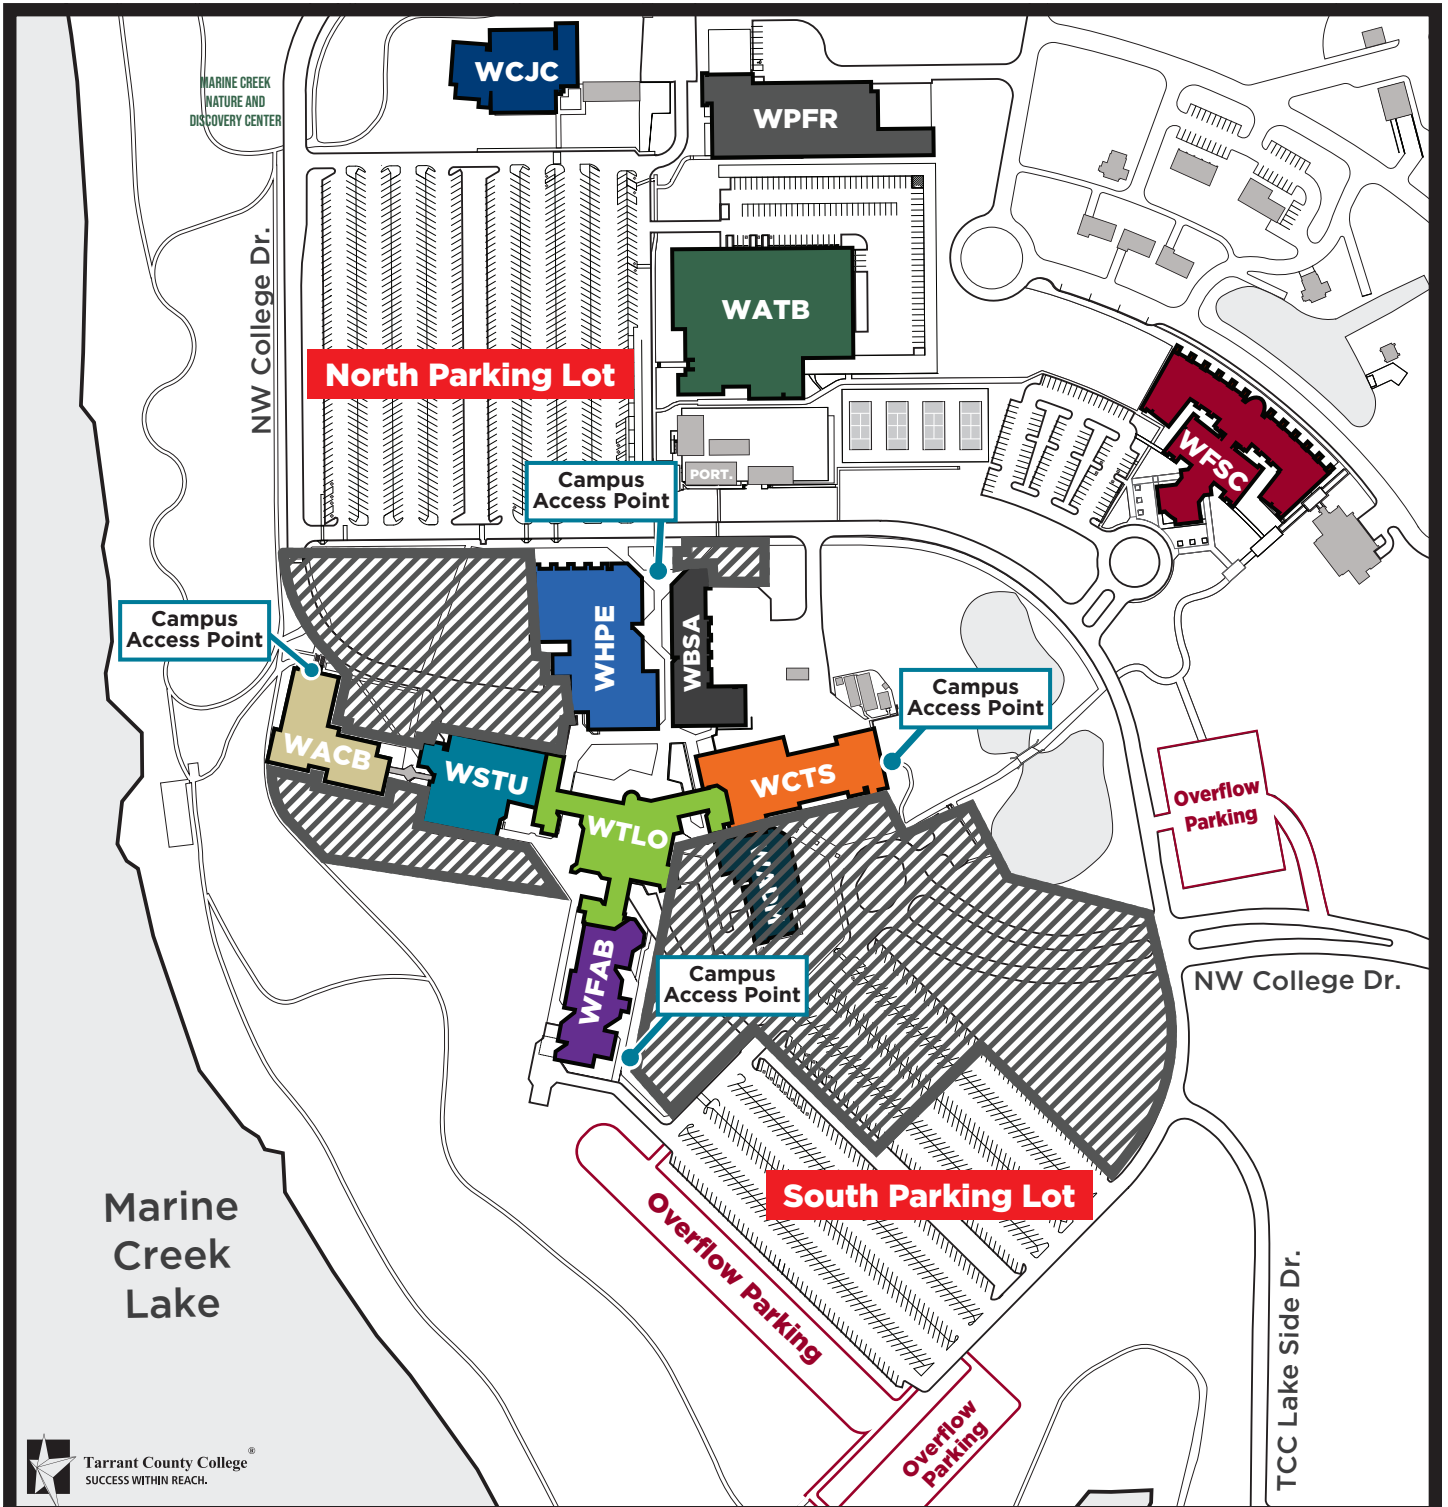 WCJC
MARINE CREEK
NATURE AND
DISCOVERY CENTER
WPFR
NW College Dr.
WATB
North Parking Lot
WFSC
Campus
Access Point
PORT.
WHPE
WBSA
Campus
Access Point
Campus
Access Point
WACB
WSTU
WCTS
WTLO
Overflow
Parking
WFAB
Campus
Access Point
NW College Dr.
South Parking Lot
Overflow Parking
Marine
Creek
Lake
TCC Lake Side Dr.
Overflow
Parking
Tarrant County College®
SUCCESS WITHIN REACH.